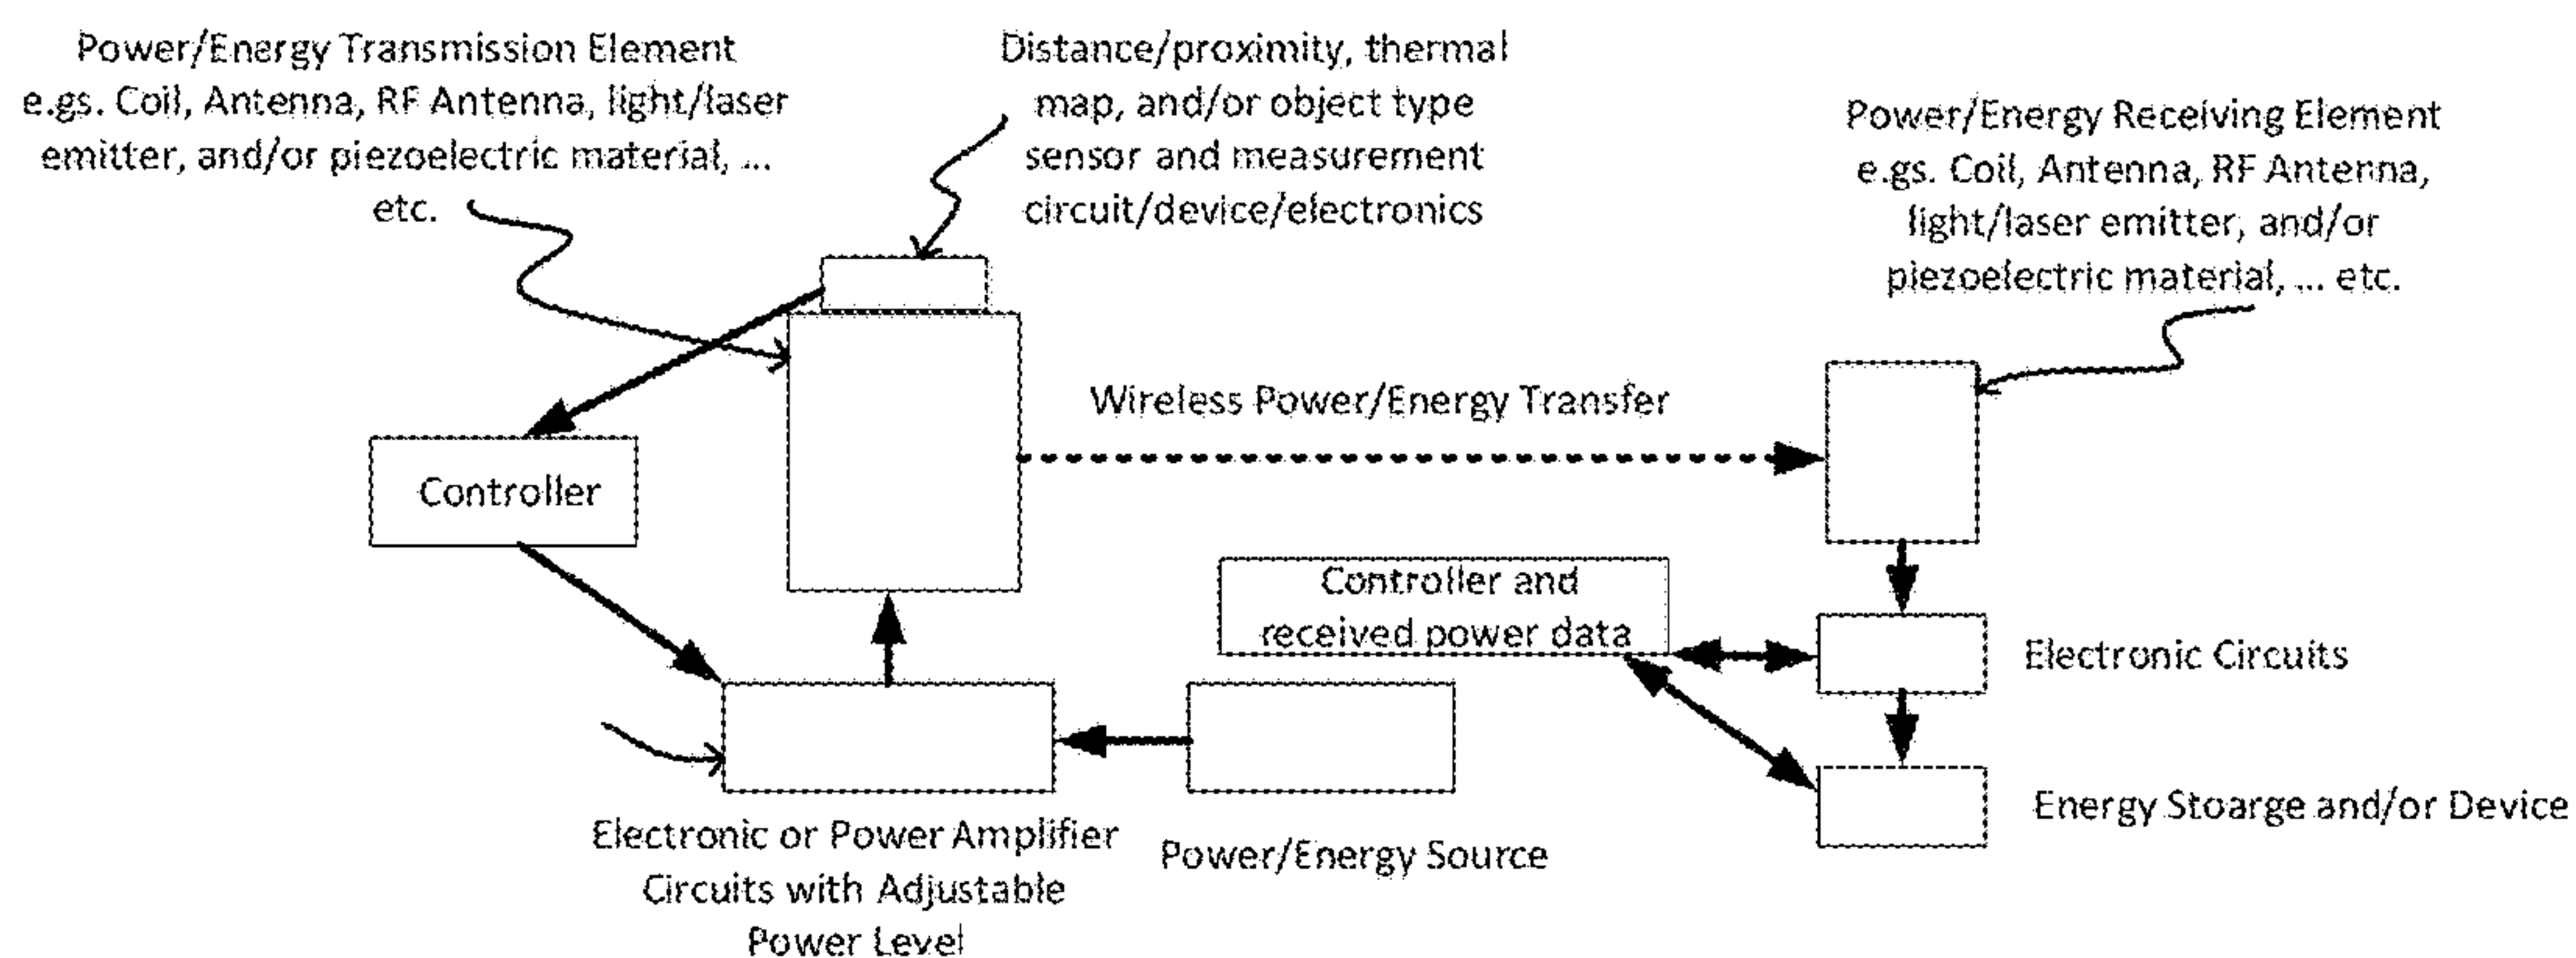 Power/Energy Transmission Element
e.gs. Coil, Antenna, RF Antenna, light/laser
emitter, and/or piezoelectric material, ...
etc.
Distance/proximity, thermal
map, and/or object type
sensor and measurement
circuit/device/electronics
Power/Energy Receiving Element
e.gs. Coil, Antenna, RF Antenna,
light/laser emitter, and/or
piezoelectric material, ... etc.
Wireless Power/Energy Transfer
Controller
Controller and
received power data
Electronic Circuits
Energy Stoarge and/or Device
Electronic or Power Amplifier
Circuits with Adjustable
Power Level
Power/Energy Source